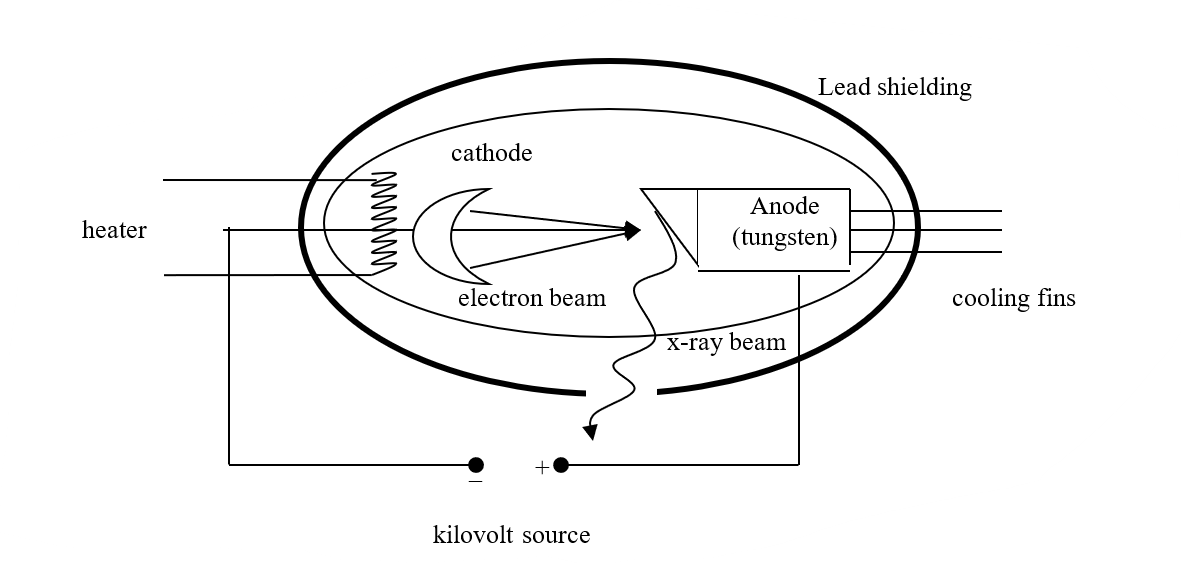 Lead shielding
cathode
heater
Anode
(tungsten)
electron beam
cooling fins
x-ray beam
+
–
kilovolt source